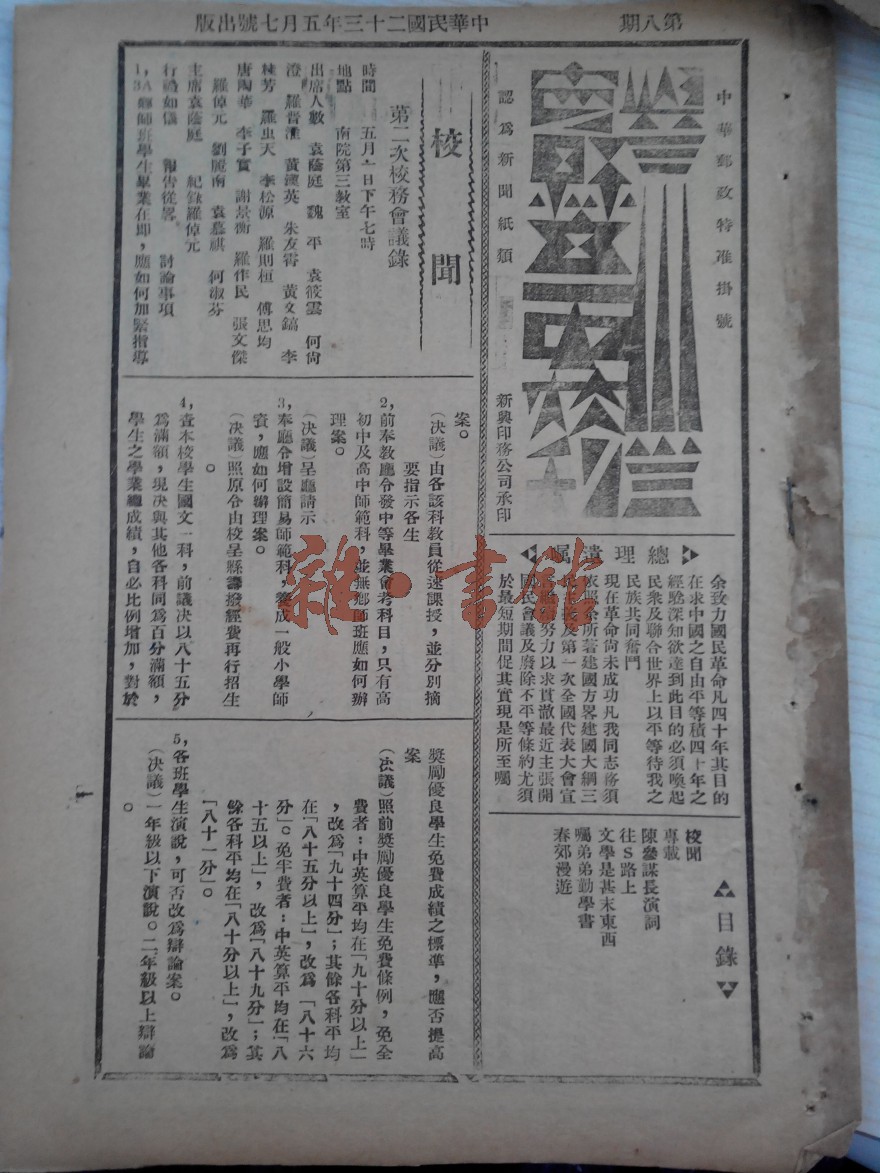 第八期
中華民國二十三年五月七號出版
中華郵政特准掛號
認爲新聞紙類
新興印務公司承印
總理遺囑
余致力國民革命凡四十年其目的
在求中國之自由平等積四十年之
經驗深知欲達到此目的必須喚起
民衆及聯合世界上以平等待我之
民族共同奮鬥
現在革命尚未成功凡我同志務須
依照余所著建國方畧建國大綱三
民主義及第一次全國代表大會宣
言繼續努力以求貫澈最近主張開
國民會議及廢除不平等條約尤須
於最短期間促其實現是所至囑
目錄
校聞
專載
陳參謀長演詞
往S路上
文學是甚末東西
囑弟弟勤學書
春郊漫遊
校聞
第二次校務會議錄
時間 五月一日下午七時
地點 南院第三教室
出席人數 袁蔭庭 魏 平 袁筱雲 何尙
澄 羅晋淮 黃漢英 朱友霄 黃文鎬 李
棟芳 羅虫天 李松源 羅則桓 傅思均
唐陶華 李子實 謝景衡 羅作民 張文傑
羅倬元 劉麗南 袁慕祺 何淑芬
主席袁蔭庭 紀錄羅倬元
行禮如儀 報告從畧 討論事項
1,3A鄉師班學生畢業在卽,應如何加緊指導
案。
(決議)由各該科教員從速課授,並分別摘
要指示各生
2,前奉教廳令發中等畢業會考科目,只有高
初中及高中師範科,並無鄉師班應如何辦
理案。
(決議)呈廳請示
3,奉廳令增設簡易師範科,養成一般小學師
資,應如何辦理案。
(決議)照原令由校呈縣籌撥經費再行招生
。
4,查本校學生國文一科,前議决以八十五分
爲滿額,現决與其他各科同爲百分滿額,
學生之學業總成績,自必比例增加,對於
獎勵優良學生免費成績之標準,應否提高
案
(決議)照前獎勵優良學生免費條例,免全
費者:中英算平均在「九十分以上」
,改爲「九十四分」;其餘各科平均
在「八十五分以上」,改爲「八十六
分」。免半費者:中英算平均在「八
十五以上」,改爲「八十九分」;其
餘各科平均在「八十分以上」,改爲
「八十一分」。
5,各班學生演說,可否改爲辯論案。
(決議)一年級以下演說。二年級以上辯論
。
雜·書館